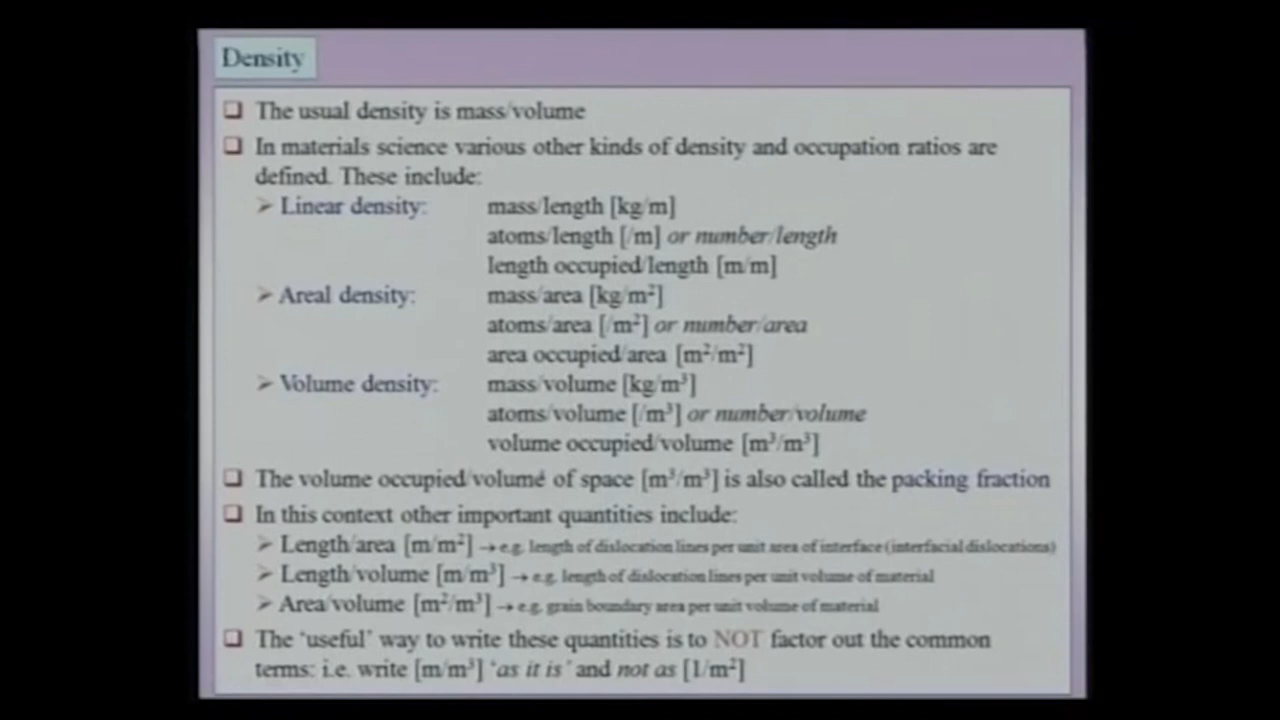 Density
❑ The usual density is mass/volume
❑ In materials science various other kinds of density and occupation ratios are
defined. These include:
➢ Linear density: mass/length [kg/m]
atoms/length [/m] or number/length
length occupied/length [m/m]
➢ Areal density: mass/area [kg/m²]
atoms/area [/m²] or number/area
area occupied/area [m²/m²]
➢ Volume density: mass/volume [kg/m³]
atoms/volume [/m³] or number/volume
volume occupied/volume [m³/m³]
❑ The volume occupied/volume of space [m³/m³] is also called the packing fraction
❑ In this context other important quantities include:
➢ Length/area [m/m²] → e.g. length of dislocation lines per unit area of interface (interfacial dislocations)
➢ Length/volume [m/m³] → e.g. length of dislocation lines per unit volume of material
➢ Area/volume [m²/m³] → e.g. grain boundary area per unit volume of material
❑ The 'useful' way to write these quantities is to NOT factor out the common
terms: i.e. write [m/m³] 'as it is' and not as [1/m²]